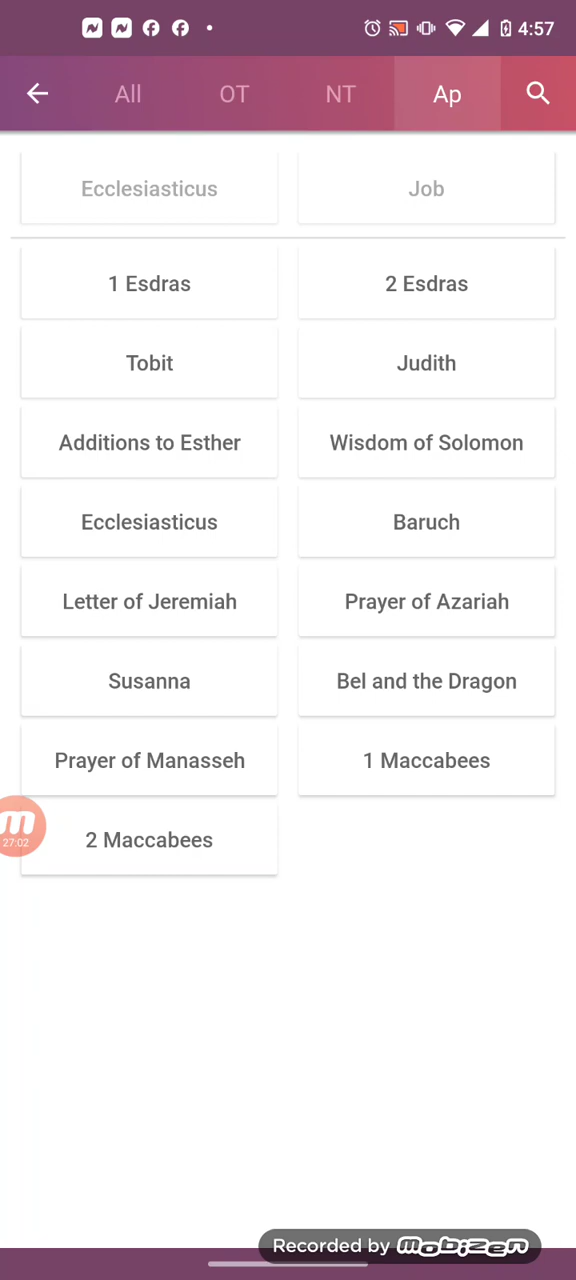 4:57
All OT NT Ap
Ecclesiasticus Job
1 Esdras 2 Esdras
Tobit Judith
Additions to Esther Wisdom of Solomon
Ecclesiasticus Baruch
Letter of Jeremiah Prayer of Azariah
Susanna Bel and the Dragon
Prayer of Manasseh 1 Maccabees
m
27:02
2 Maccabees
Recorded by mobizen